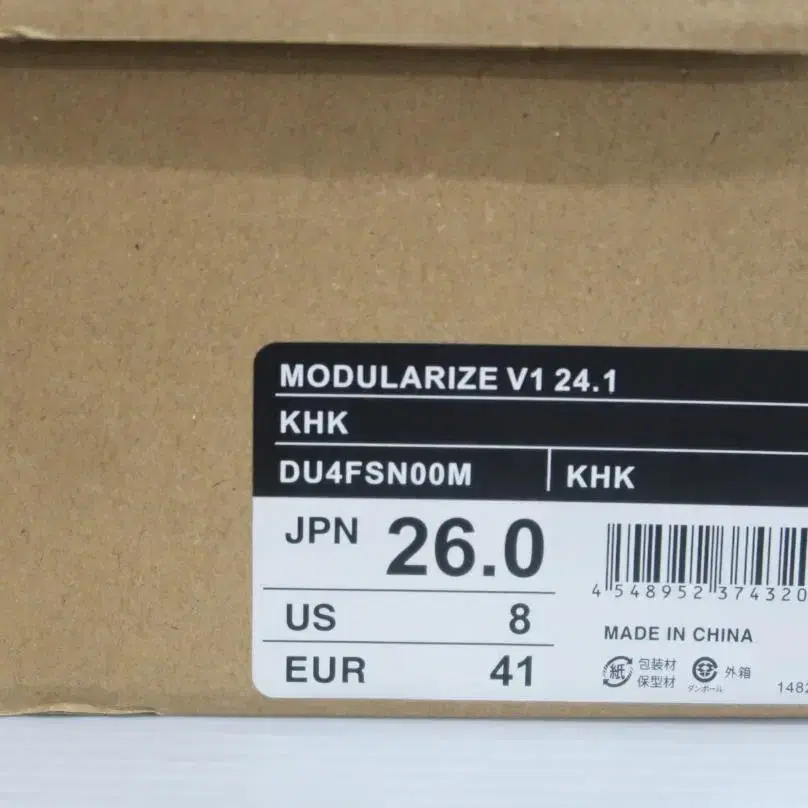 MODULARIZE V1 24.1
KHK
DU4FSN00M KHK
JPN 26.0
US 8
EUR 41
4 548952 374320
MADE IN CHINA
紙 包装材 保型材
ダンボール 外箱
1482